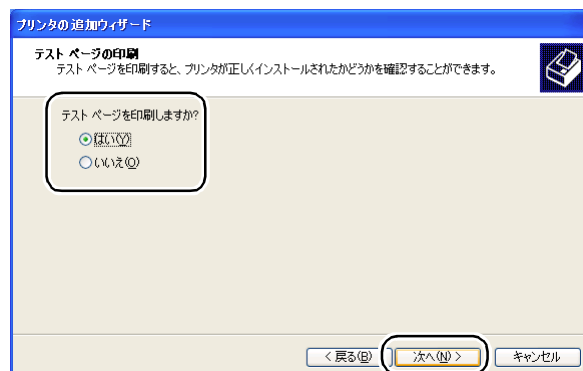 プリンタの追加ウィザード
テスト ページの印刷
テスト ページを印刷すると、プリンタが正しくインストールされたかどうかを確認することができます。
テスト ページを印刷しますか?
はい(Y)
いいえ(O)
< 戻る(B)
次へ(N) >
キャンセル